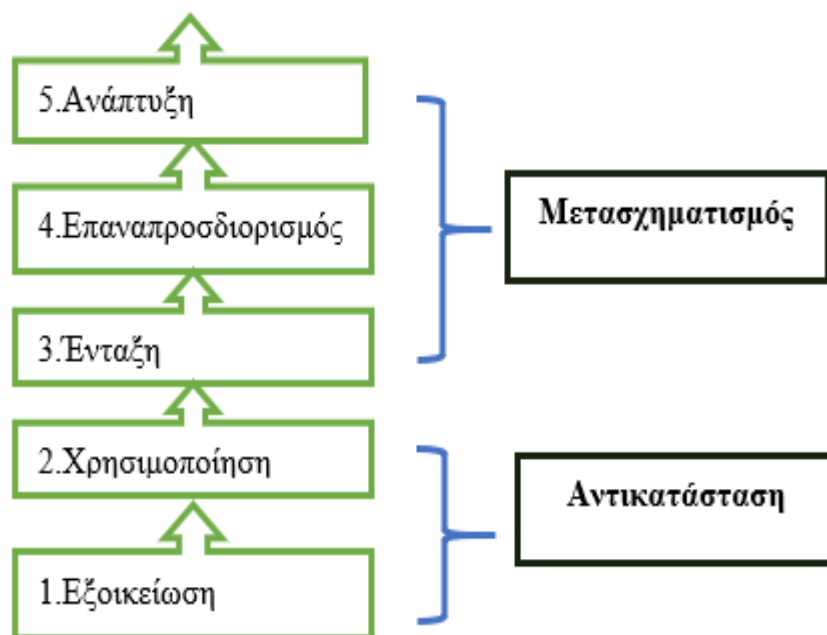 5.Ανάπτυξη
4.Επαναπροσδιορισμός
Μετασχηματισμός
3.Ένταξη
2.Χρησιμοποίηση
Αντικατάσταση
1.Εξοικείωση